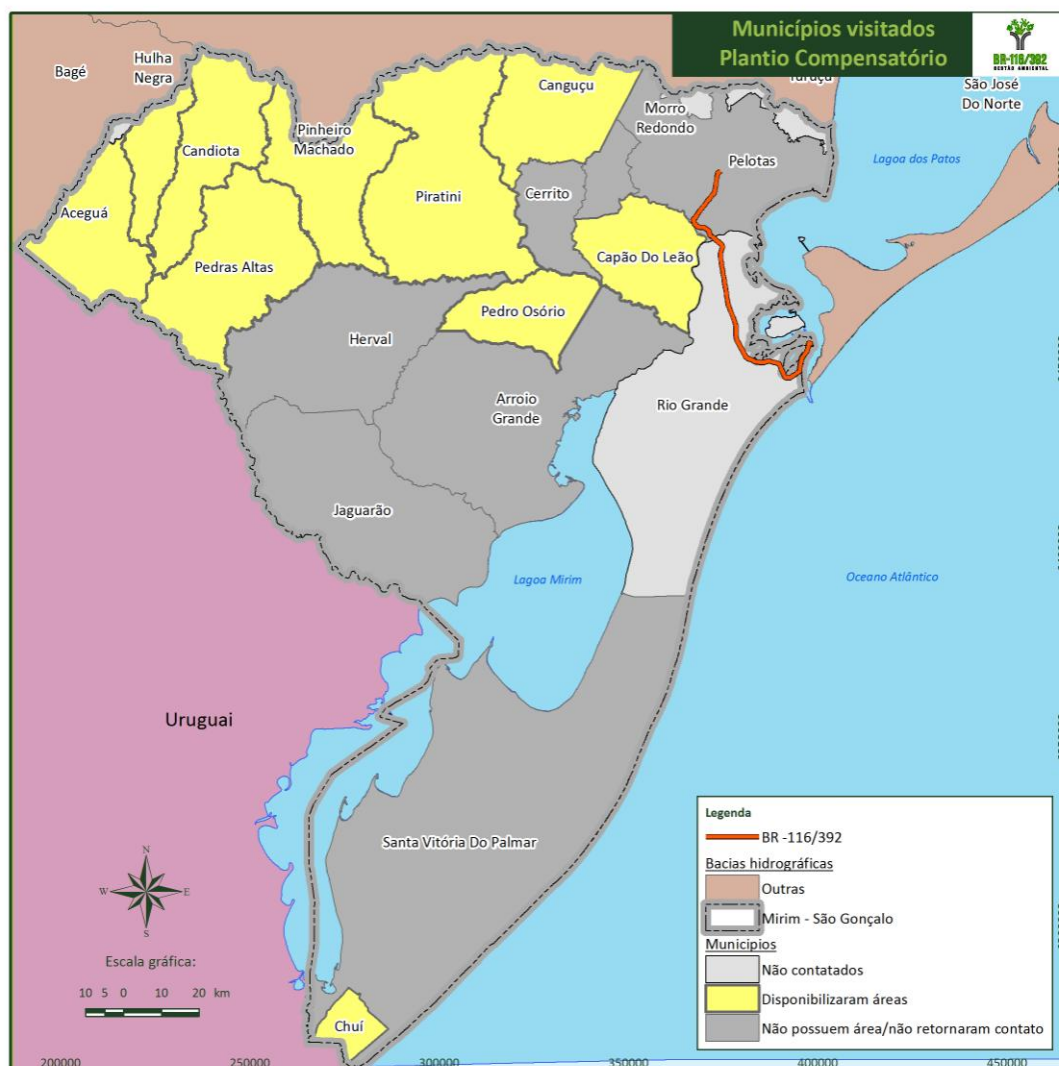 Municípios visitados
Plantio Compensatório
BR-116/392
GESTÃO AMBIENTAL
Bagé
Hulha
Negra
Canguçu
Morro
Redondo
Turuçu
São José
Do Norte
Candiota
Pinheiro
Machado
Pelotas
Lagoa dos Patos
Aceguá
Piratini
Cerrito
Pedras Altas
Capão Do Leão
Pedro Osório
Herval
Arroio
Grande
Rio Grande
Jaguarão
Lagoa Mirim
Oceano Atlântico
Uruguai
Santa Vitória Do Palmar
Chuí
N
W
E
S
Escala gráfica:
10 5 0 10 20 km
Legenda
BR -116/392
Bacias hidrográficas
Outras
Mirim - São Gonçalo
Municipios
Não contatados
Disponibilizaram áreas
Não possuem área/não retornaram contato
200000 250000 300000 350000 400000 450000